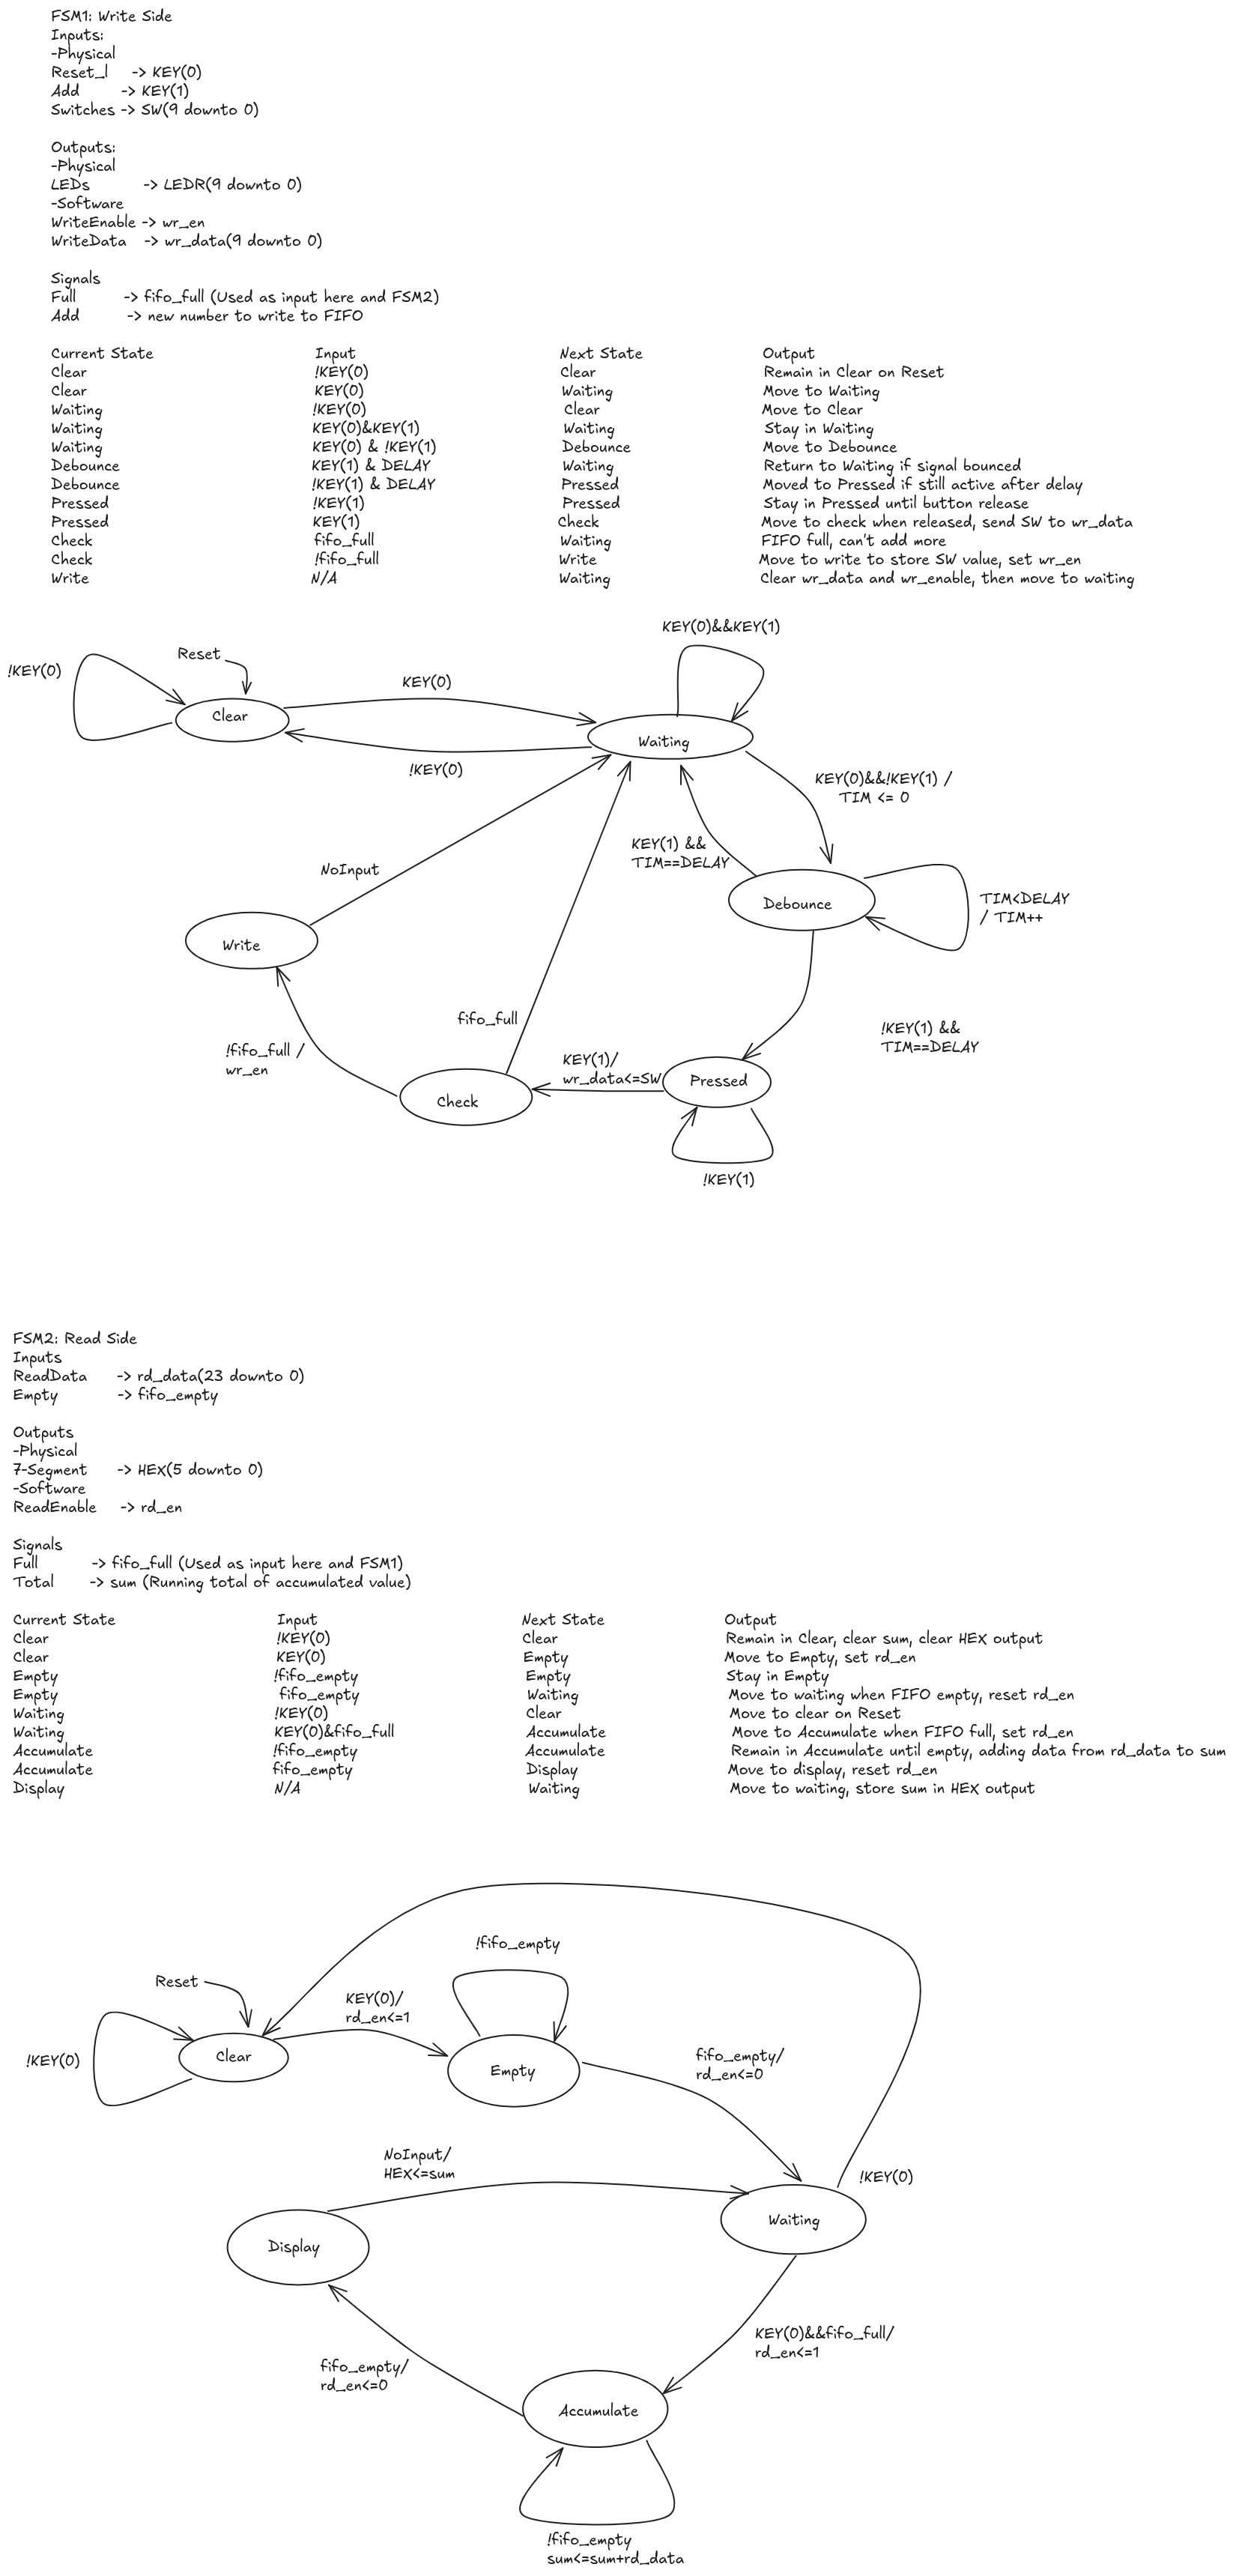 FSM1: Write Side
Inputs:
-Physical
Reset_l -> KEY(0)
Add -> KEY(1)
Switches -> SW(9 downto 0)
Outputs:
-Physical
LEDs -> LEDR(9 downto 0)
-Software
WriteEnable -> wr_en
WriteData -> wr_data(9 downto 0)
Signals
Full -> fifo_full (Used as input here and FSM2)
Add -> new number to write to FIFO
Current State Input Next State Output
Clear !KEY(0) Clear Remain in Clear on Reset
Clear KEY(0) Waiting Move to Waiting
Waiting !KEY(0) Clear Move to Clear
Waiting KEY(0)&KEY(1) Waiting Stay in Waiting
Waiting KEY(0) & !KEY(1) Debounce Move to Debounce
Debounce KEY(1) & DELAY Waiting Return to Waiting if signal bounced
Debounce !KEY(1) & DELAY Pressed Moved to Pressed if still active after delay
Pressed !KEY(1) Pressed Stay in Pressed until button release
Pressed KEY(1) Check Move to check when released, send SW to wr_data
Check fifo_full Waiting FIFO full, can't add more
Check !fifo_full Write Move to write to store SW value, set wr_en
Write N/A Waiting Clear wr_data and wr_enable, then move to waiting
KEY(0)&&KEY(1)
Reset
!KEY(0)
KEY(0)
Clear
Waiting
!KEY(0)
KEY(0)&&!KEY(1) /
TIM <= 0
KEY(1) &&
TIM==DELAY
NoInput
Debounce
TIM<DELAY
/ TIM++
Write
fifo_full
!KEY(1) &&
TIM==DELAY
!fifo_full /
wr_en
KEY(1)/
wr_data<=SW
Pressed
Check
!KEY(1)
FSM2: Read Side
Inputs
ReadData -> rd_data(23 downto 0)
Empty -> fifo_empty
Outputs
-Physical
7-Segment -> HEX(5 downto 0)
-Software
ReadEnable -> rd_en
Signals
Full -> fifo_full (Used as input here and FSM1)
Total -> sum (Running total of accumulated value)
Current State Input Next State Output
Clear !KEY(0) Clear Remain in Clear, clear sum, clear HEX output
Clear KEY(0) Empty Move to Empty, set rd_en
Empty !fifo_empty Empty Stay in Empty
Empty fifo_empty Waiting Move to waiting when FIFO empty, reset rd_en
Waiting !KEY(0) Clear Move to clear on Reset
Waiting KEY(0)&fifo_full Accumulate Move to Accumulate when FIFO full, set rd_en
Accumulate !fifo_empty Accumulate Remain in Accumulate until empty, adding data from rd_data to sum
Accumulate fifo_empty Display Move to display, reset rd_en
Display N/A Waiting Move to waiting, store sum in HEX output
!fifo_empty
Reset
KEY(0)/
rd_en<=1
!KEY(0)
Clear
Empty
fifo_empty/
rd_en<=0
NoInput/
HEX<=sum
!KEY(0)
Waiting
Display
KEY(0)&&fifo_full/
rd_en<=1
fifo_empty/
rd_en<=0
Accumulate
!fifo_empty
sum<=sum+rd_data